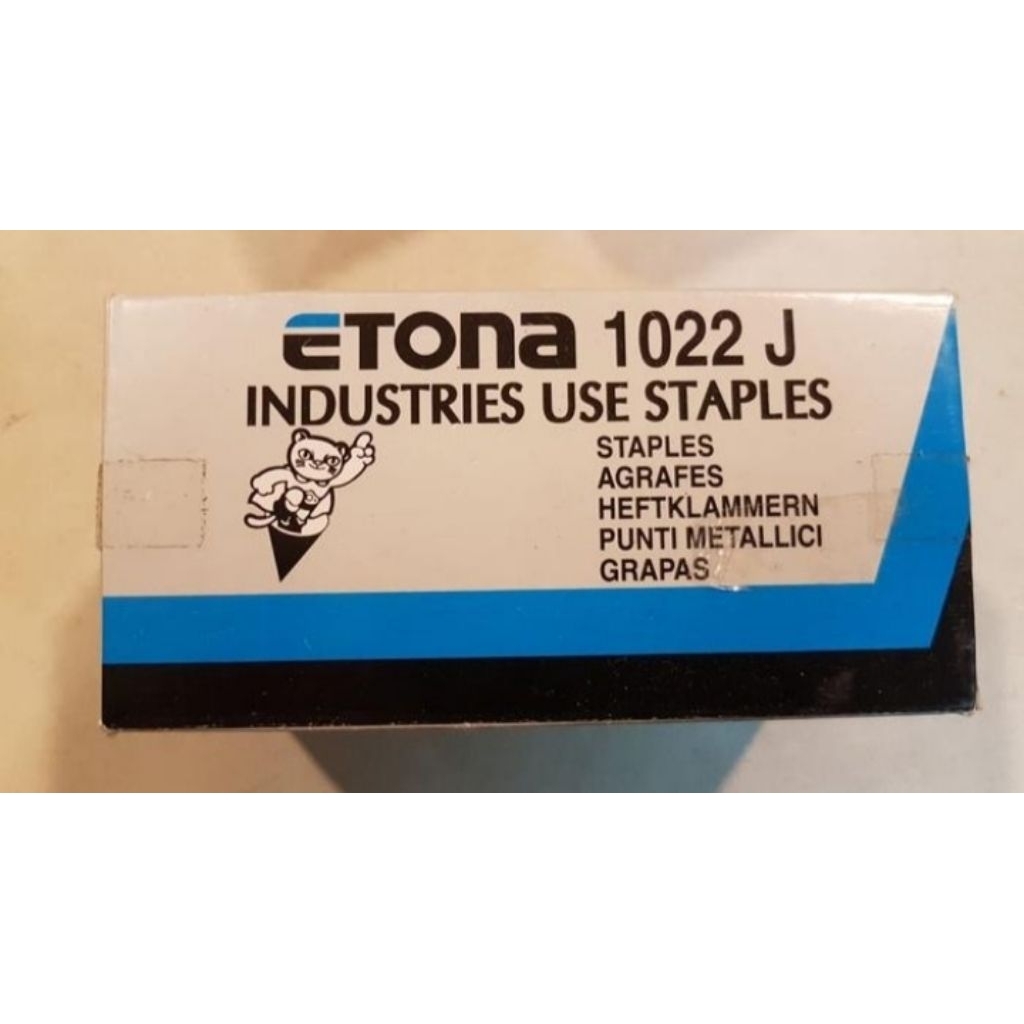 ETONA 1022 J
INDUSTRIES USE STAPLES
STAPLES
AGRAFES
HEFTKLAMMERN
PUNTI METALLICI
GRAPAS